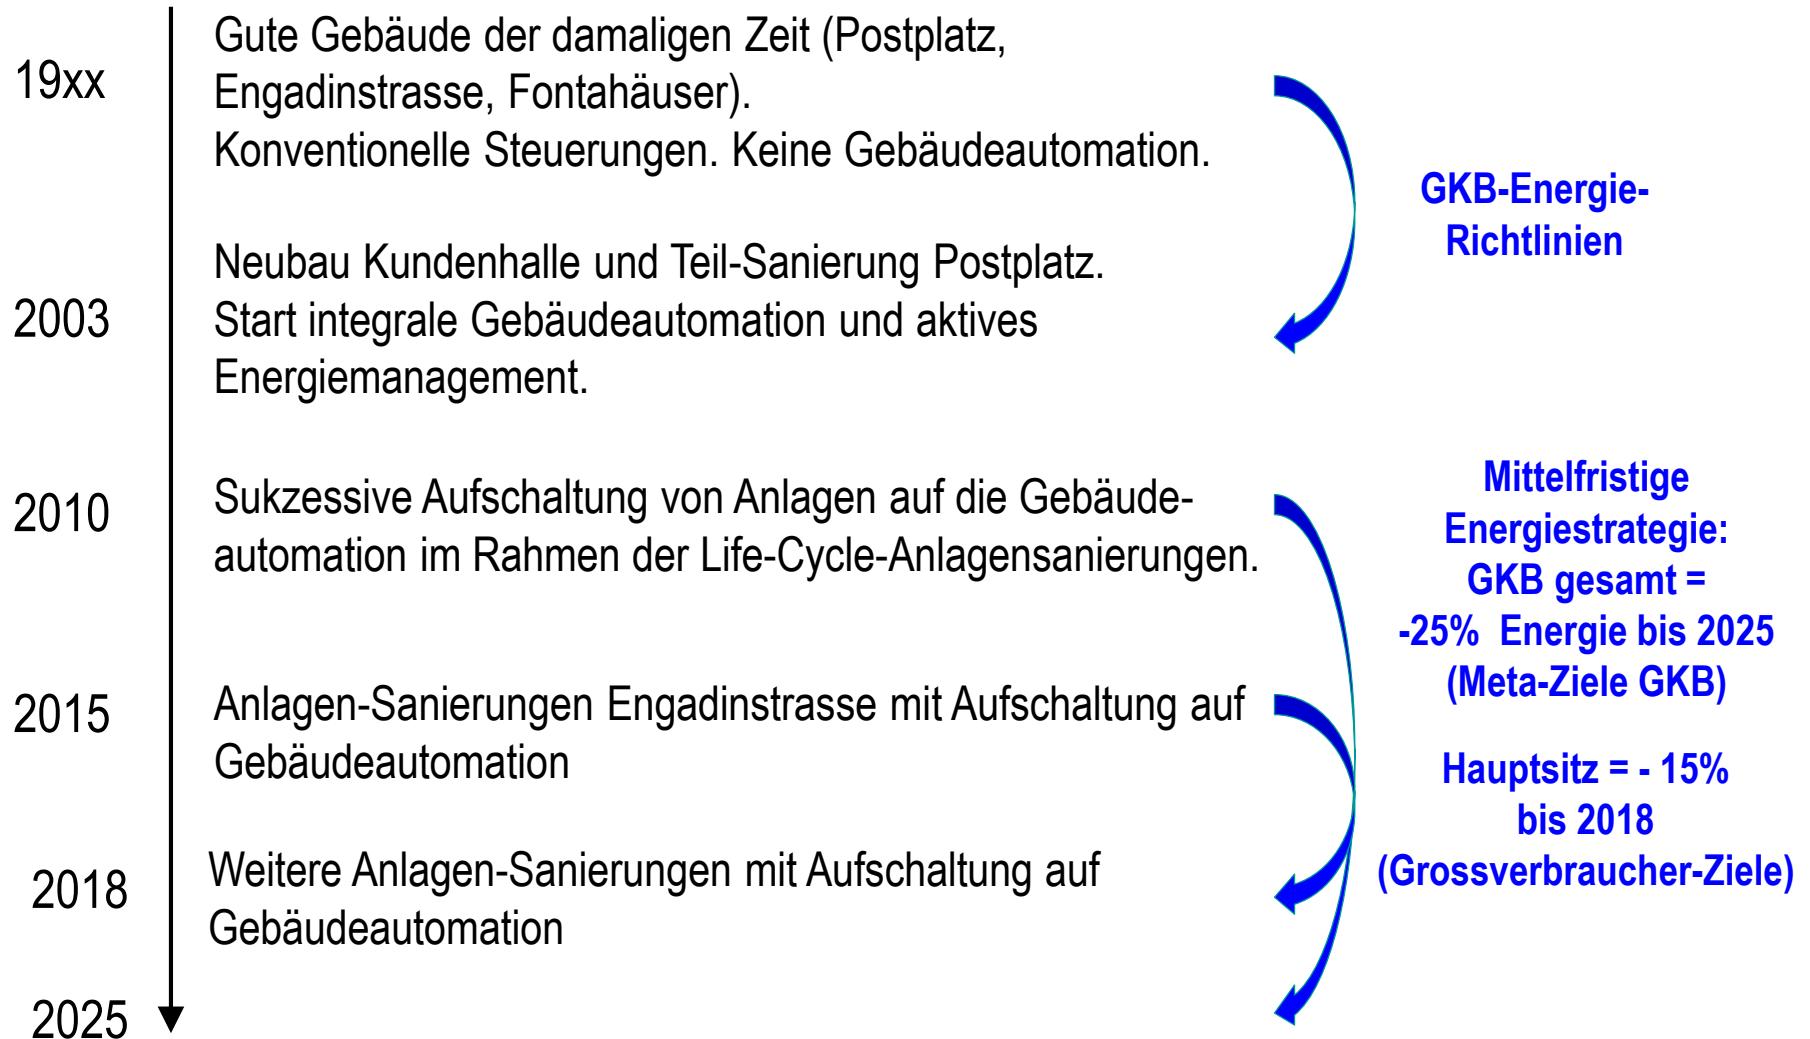 19xx
Gute Gebäude der damaligen Zeit (Postplatz,
Engadinstrasse, Fontahäuser).
Konventionelle Steuerungen. Keine Gebäudeautomation.
GKB-Energie-
Richtlinien
2003
Neubau Kundenhalle und Teil-Sanierung Postplatz.
Start integrale Gebäudeautomation und aktives
Energiemanagement.
2010
Sukzessive Aufschaltung von Anlagen auf die Gebäude-
automation im Rahmen der Life-Cycle-Anlagensanierungen.
Mittelfristige
Energiestrategie:
GKB gesamt =
-25%  Energie bis 2025
(Meta-Ziele GKB)
2015
Anlagen-Sanierungen Engadinstrasse mit Aufschaltung auf
Gebäudeautomation
Hauptsitz = - 15%
bis 2018
(Grossverbraucher-Ziele)
2018
Weitere Anlagen-Sanierungen mit Aufschaltung auf
Gebäudeautomation
2025